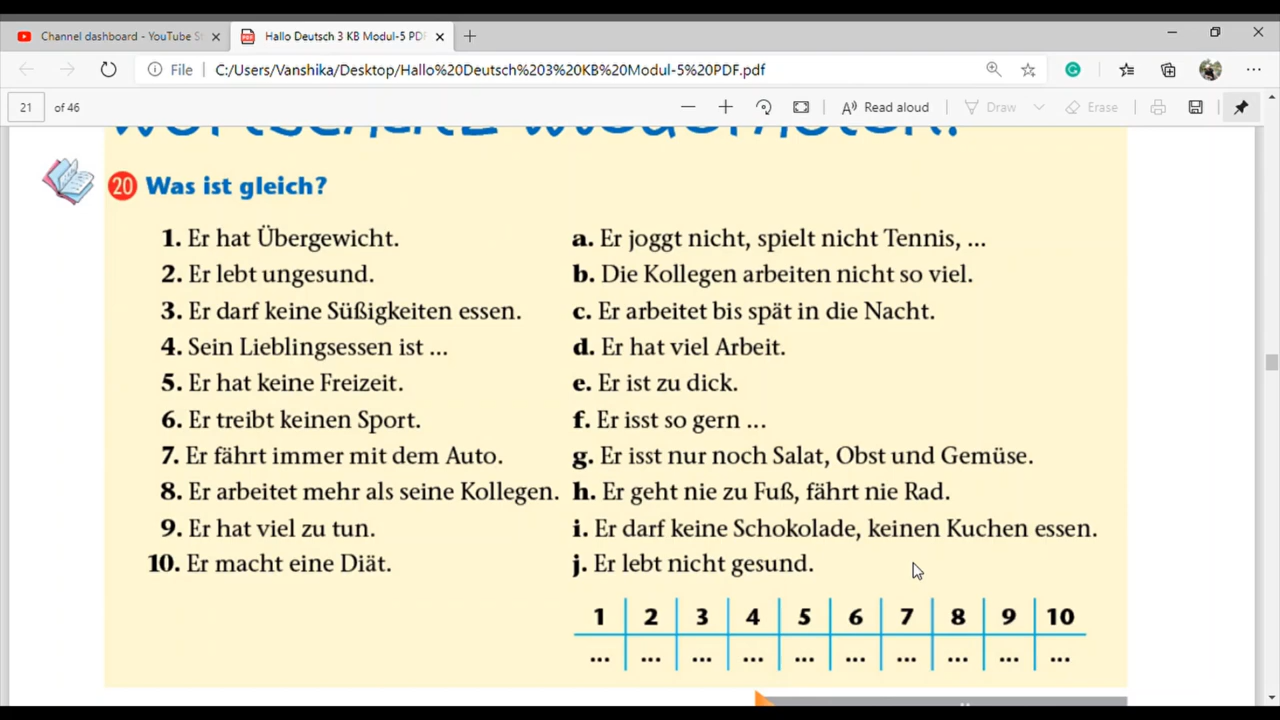 Channel dashboard - YouTube S
Hallo Deutsch 3 KB Modul-5 PDF
File
C:/Users/Vanshika/Desktop/Hallo%20Deutsch%203%20KB%20Modul-5%20PDF.pdf
21 of 46
Read aloud
Draw
Erase
20 Was ist gleich?
1. Er hat Übergewicht.
2. Er lebt ungesund.
3. Er darf keine Süßigkeiten essen.
4. Sein Lieblingsessen ist ...
5. Er hat keine Freizeit.
6. Er treibt keinen Sport.
7. Er fährt immer mit dem Auto.
8. Er arbeitet mehr als seine Kollegen.
9. Er hat viel zu tun.
10. Er macht eine Diät.
a. Er joggt nicht, spielt nicht Tennis, ...
b. Die Kollegen arbeiten nicht so viel.
c. Er arbeitet bis spät in die Nacht.
d. Er hat viel Arbeit.
e. Er ist zu dick.
f. Er isst so gern ...
g. Er isst nur noch Salat, Obst und Gemüse.
h. Er geht nie zu Fuß, fährt nie Rad.
i. Er darf keine Schokolade, keinen Kuchen essen.
j. Er lebt nicht gesund.
1 2 3 4 5 6 7 8 9 10
... ... ... ... ... ... ... ... ... ...